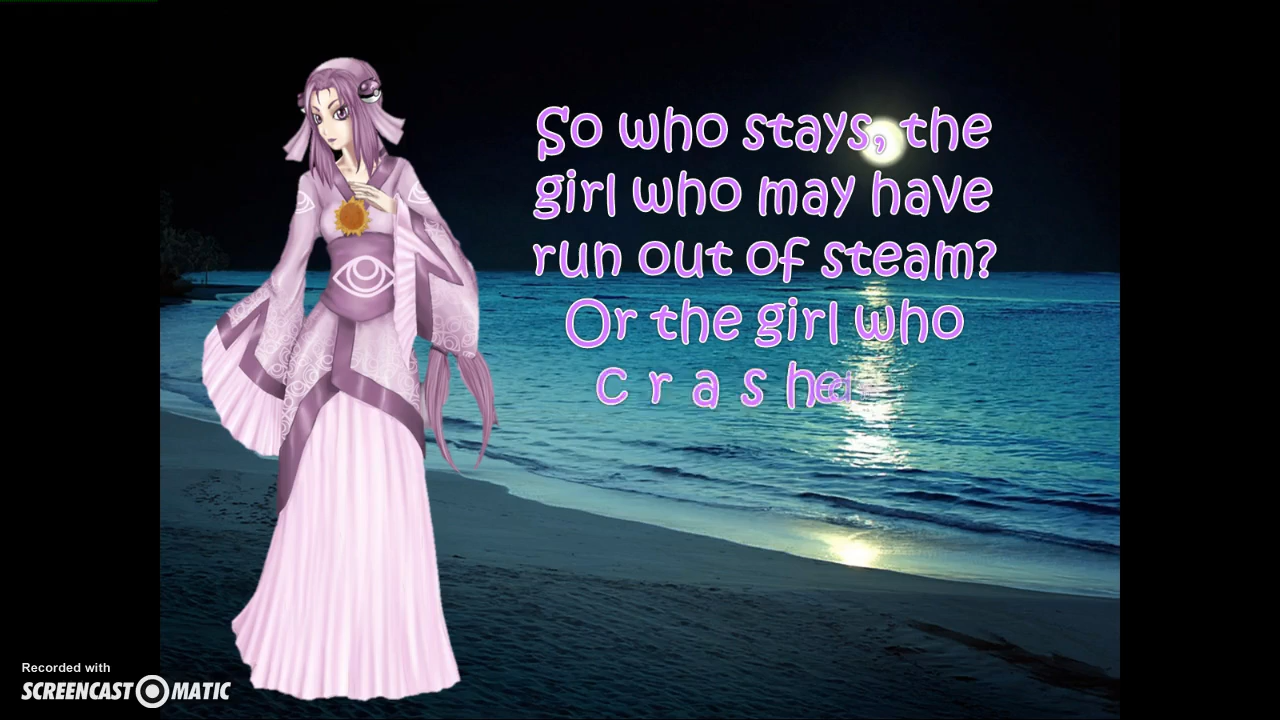 So who stays, the
girl who may have
run out of steam?
Or the girl who
crashed
Recorded with
SCREENCAST-O-MATIC